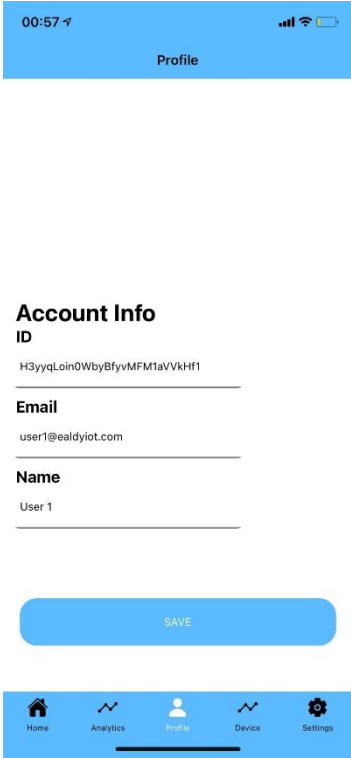 00:57
Profile
Account Info
ID
H3yyqLoin0WbyBfyvMFM1aVVkHf1
Email
user1@ealdyiot.com
Name
User 1
SAVE
Home Analytics Profile Device Settings